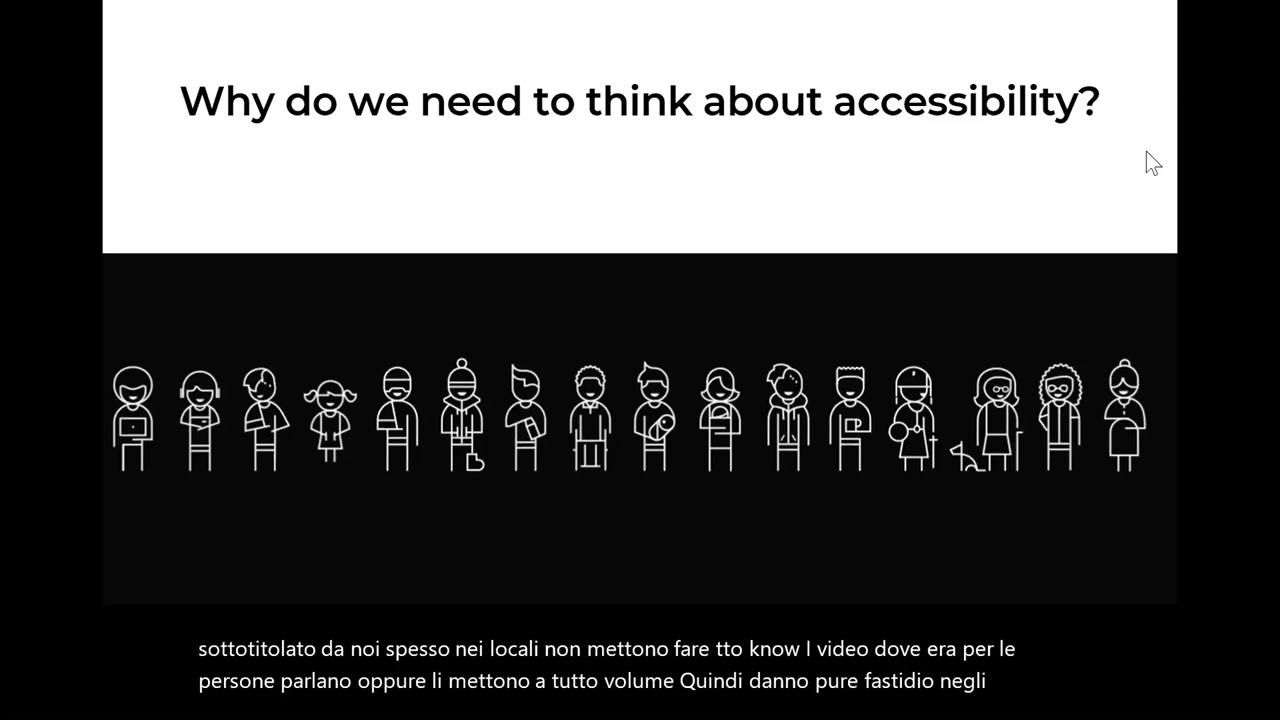 Why do we need to think about accessibility?
sottotitolato da noi spesso nei locali non mettono fare tto know I video dove era per le
persone parlano oppure li mettono a tutto volume Quindi danno pure fastidio negli